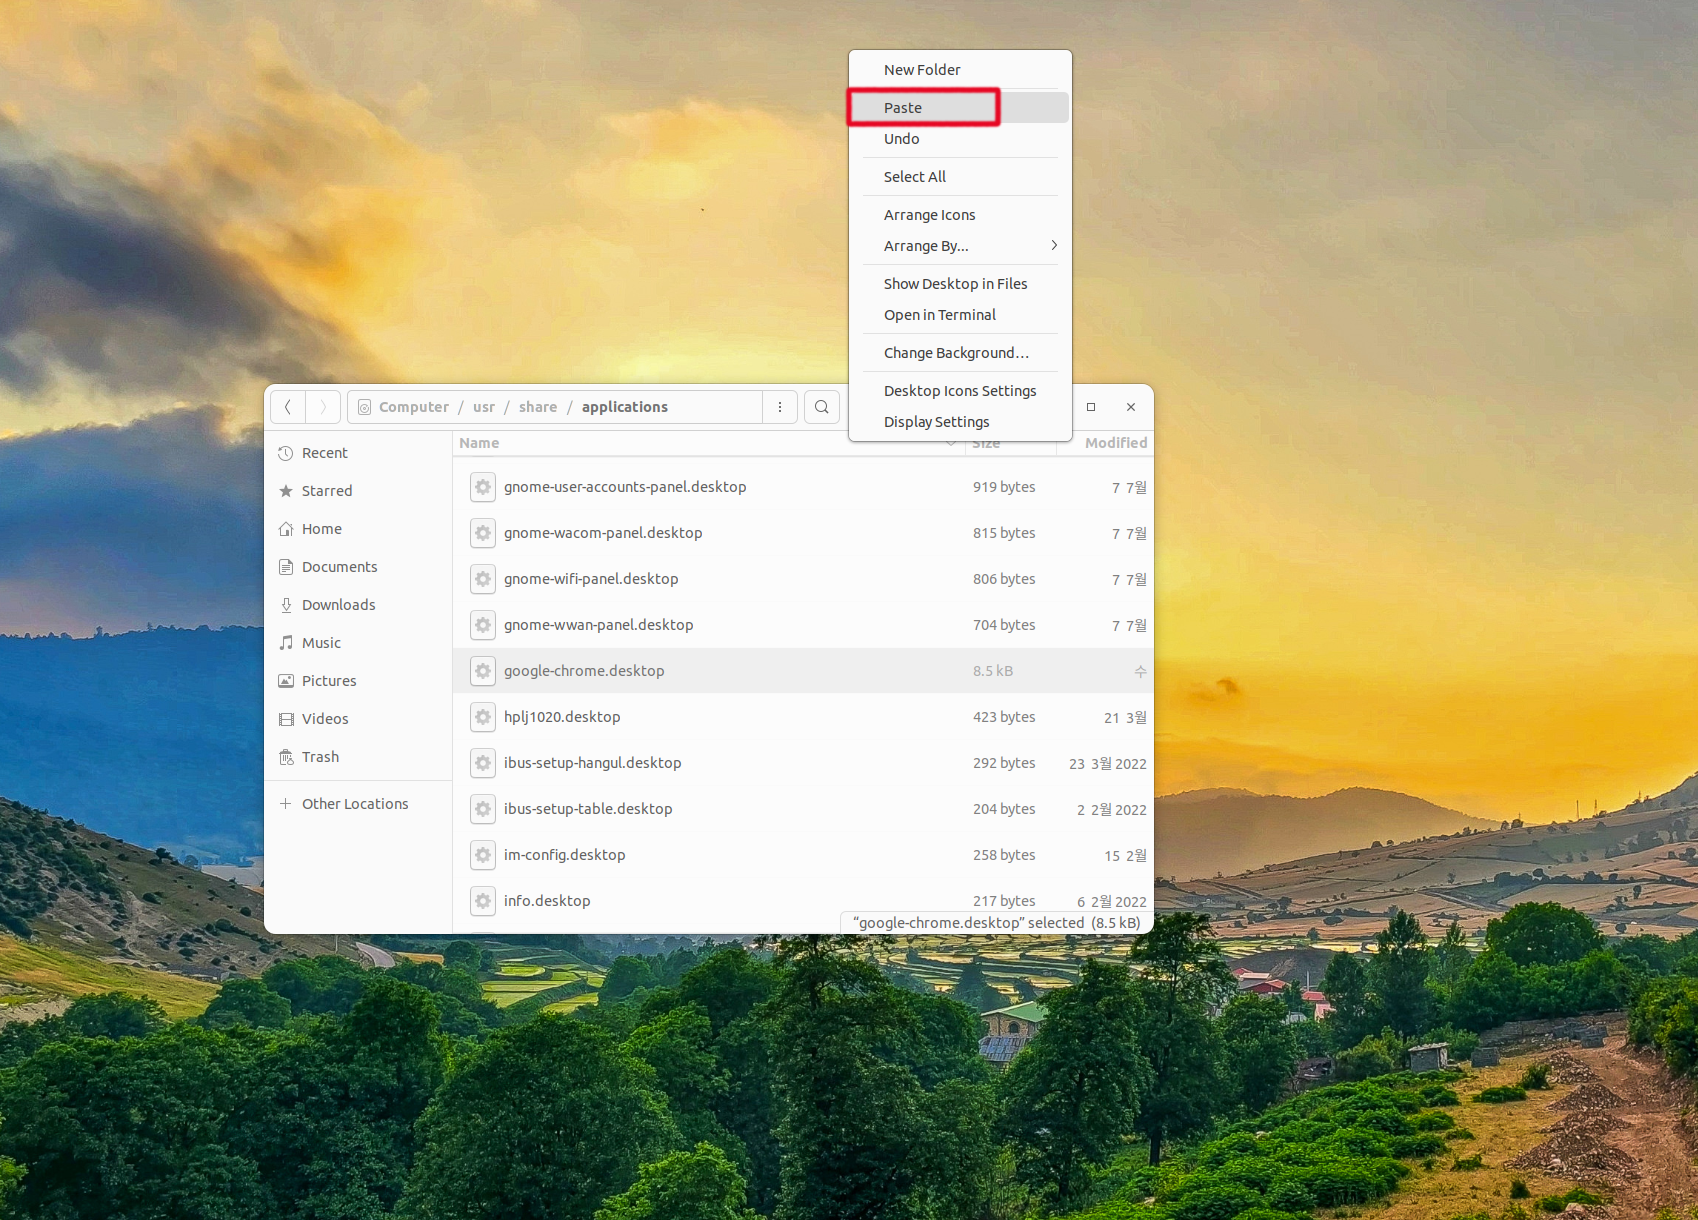 New Folder
Paste
Undo
Select All
Arrange Icons
Arrange By...
Show Desktop in Files
Open in Terminal
Change Background…
Desktop Icons Settings
Display Settings
Computer / usr / share / applications
Name Size Modified
Recent
Starred
Home
Documents
Downloads
Music
Pictures
Videos
Trash
Other Locations
gnome-user-accounts-panel.desktop 919 bytes 7 7월
gnome-wacom-panel.desktop 815 bytes 7 7월
gnome-wifi-panel.desktop 806 bytes 7 7월
gnome-wwan-panel.desktop 704 bytes 7 7월
google-chrome.desktop 8.5 kB 수
hplj1020.desktop 423 bytes 21 3월
ibus-setup-hangul.desktop 292 bytes 23 3월 2022
ibus-setup-table.desktop 204 bytes 2 2월 2022
im-config.desktop 258 bytes 15 2월
info.desktop 217 bytes 6 2월 2022
“google-chrome.desktop” selected (8.5 kB)